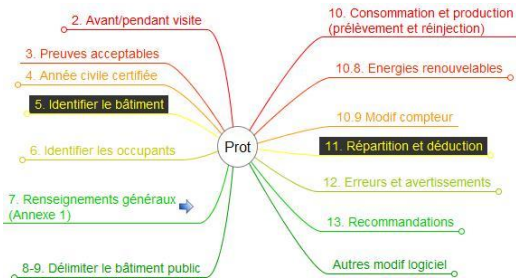 2. Avant/pendant visite
3. Preuves acceptables
4. Année civile certifiée
5. Identifier le bâtiment
6. Identifier les occupants
7. Renseignements généraux
(Annexe 1)
8-9. Délimiter le bâtiment public
Prot
10. Consommation et production
(prélèvement et réinjection)
10.8. Energies renouvelables
10.9 Modif compteur
11. Répartition et déduction
12. Erreurs et avertissements
13. Recommandations
Autres modif logiciel